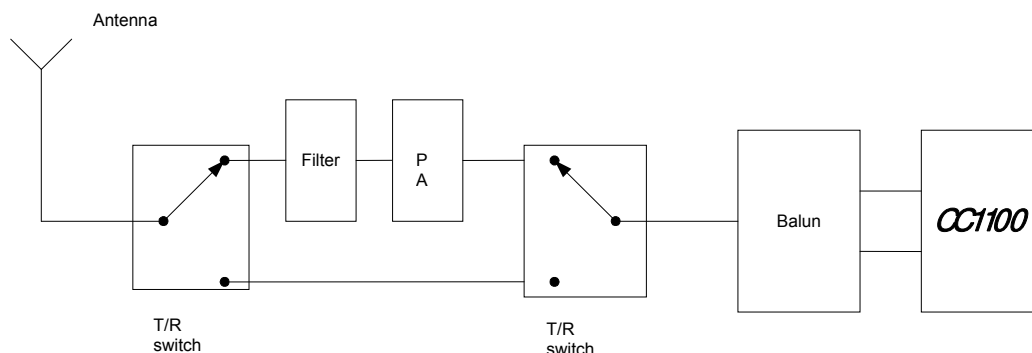 Antenna
Filter
P
A
T/R
switch
T/R
switch
Balun
CC1100